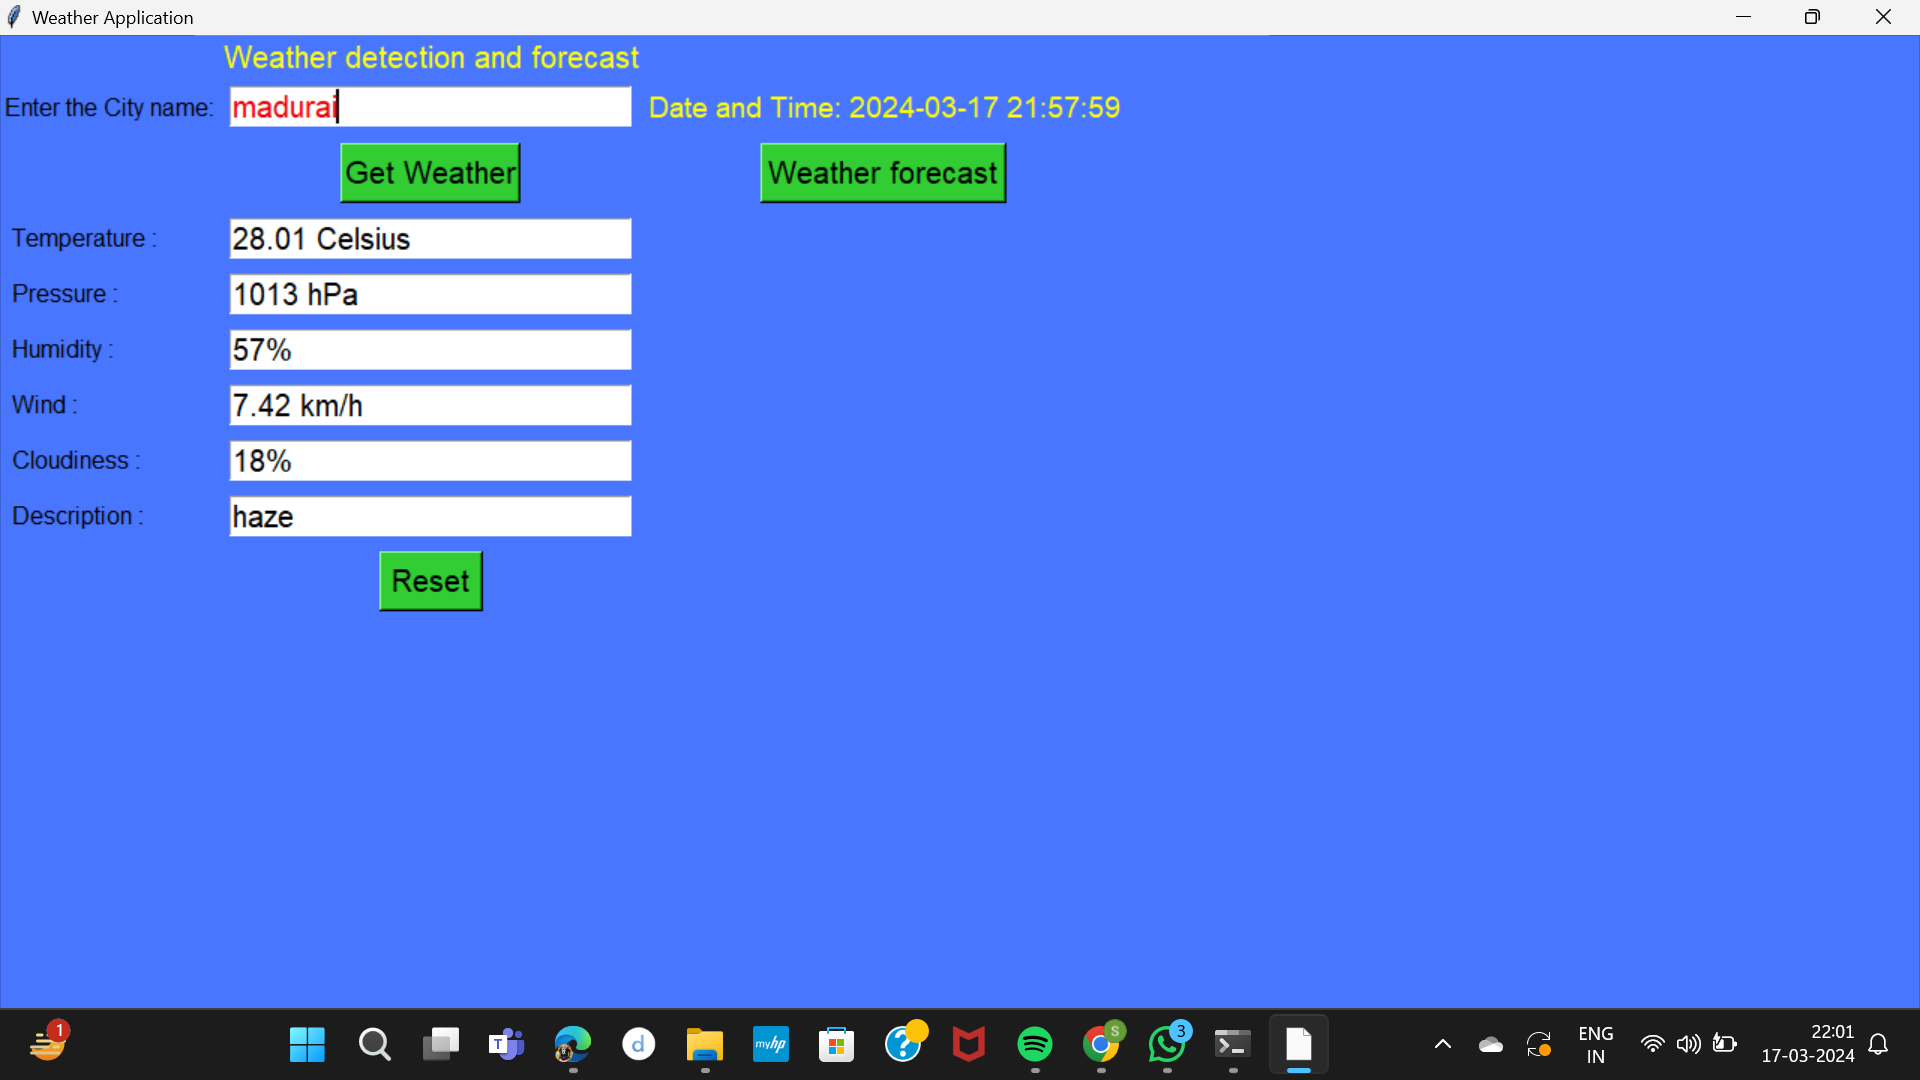 Weather Application
Weather detection and forecast
Enter the City name: madurai Date and Time: 2024-03-17 21:57:59
Get Weather Weather forecast
Temperature : 28.01 Celsius
Pressure : 1013 hPa
Humidity : 57%
Wind : 7.42 km/h
Cloudiness : 18%
Description : haze
Reset
1
T
d
myhp
?
S
3
ENG
IN
22:01
17-03-2024